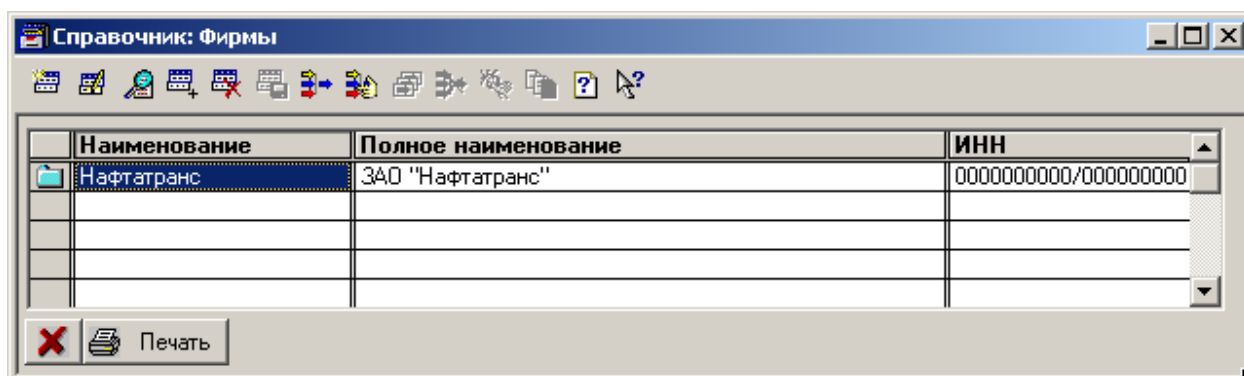 Справочник: Фирмы
Наименование Полное наименование ИНН
Нафтатранс ЗАО "Нафтатранс" 0000000000/000000000
Печать